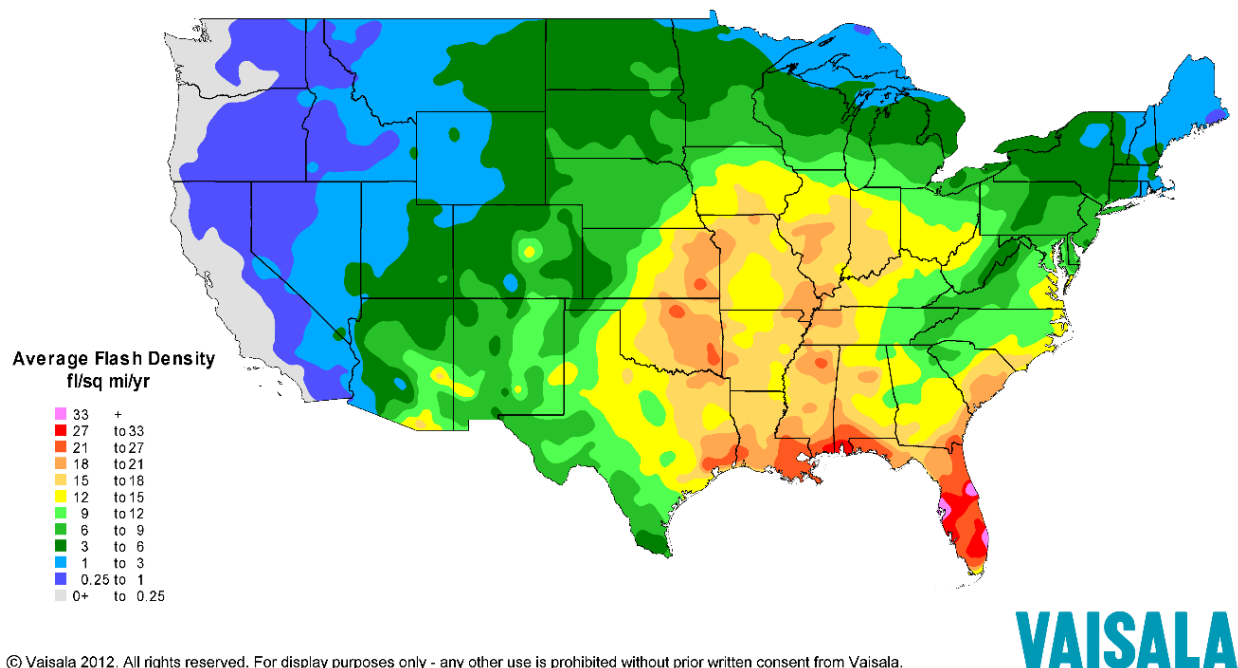 Average Flash Density
fl/sq mi/yr
33 +
27 to 33
21 to 27
18 to 21
15 to 18
12 to 15
9 to 12
6 to 9
3 to 6
1 to 3
0.25 to 1
0+ to 0.25
VAISALA
© Vaisala 2012. All rights reserved. For display purposes only - any other use is prohibited without prior written consent from Vaisala.